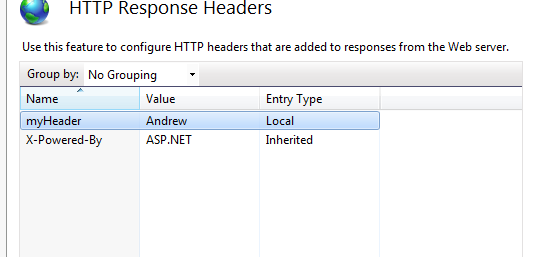 HTTP Response Headers
Use this feature to configure HTTP headers that are added to responses from the Web server.
Group by: No Grouping
Name Value Entry Type
myHeader Andrew Local
X-Powered-By ASP.NET Inherited